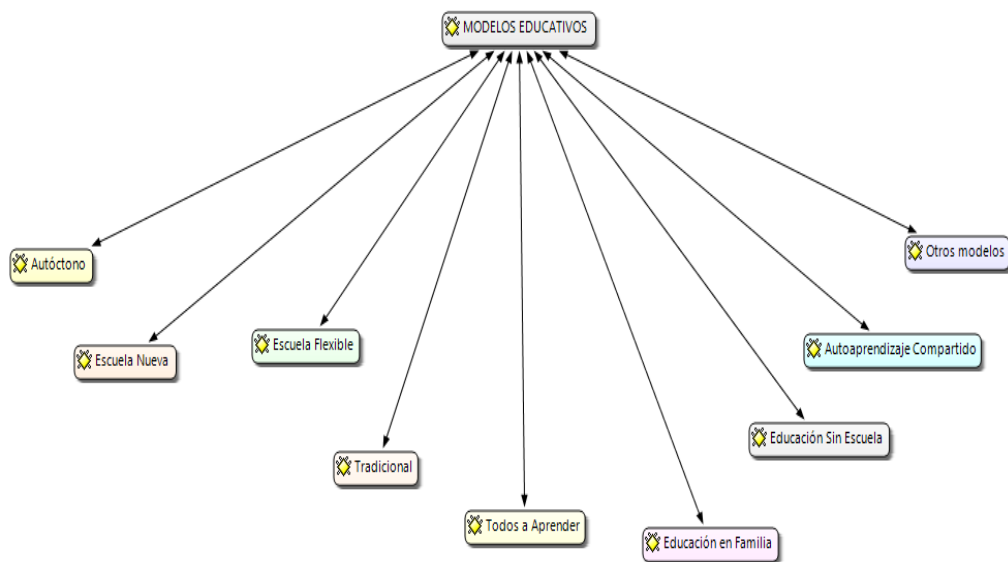 MODELOS EDUCATIVOS
Autóctono
Otros modelos
Escuela Nueva
Escuela Flexible
Autoaprendizaje Compartido
Tradicional
Educación Sin Escuela
Todos a Aprender
Educación en Familia